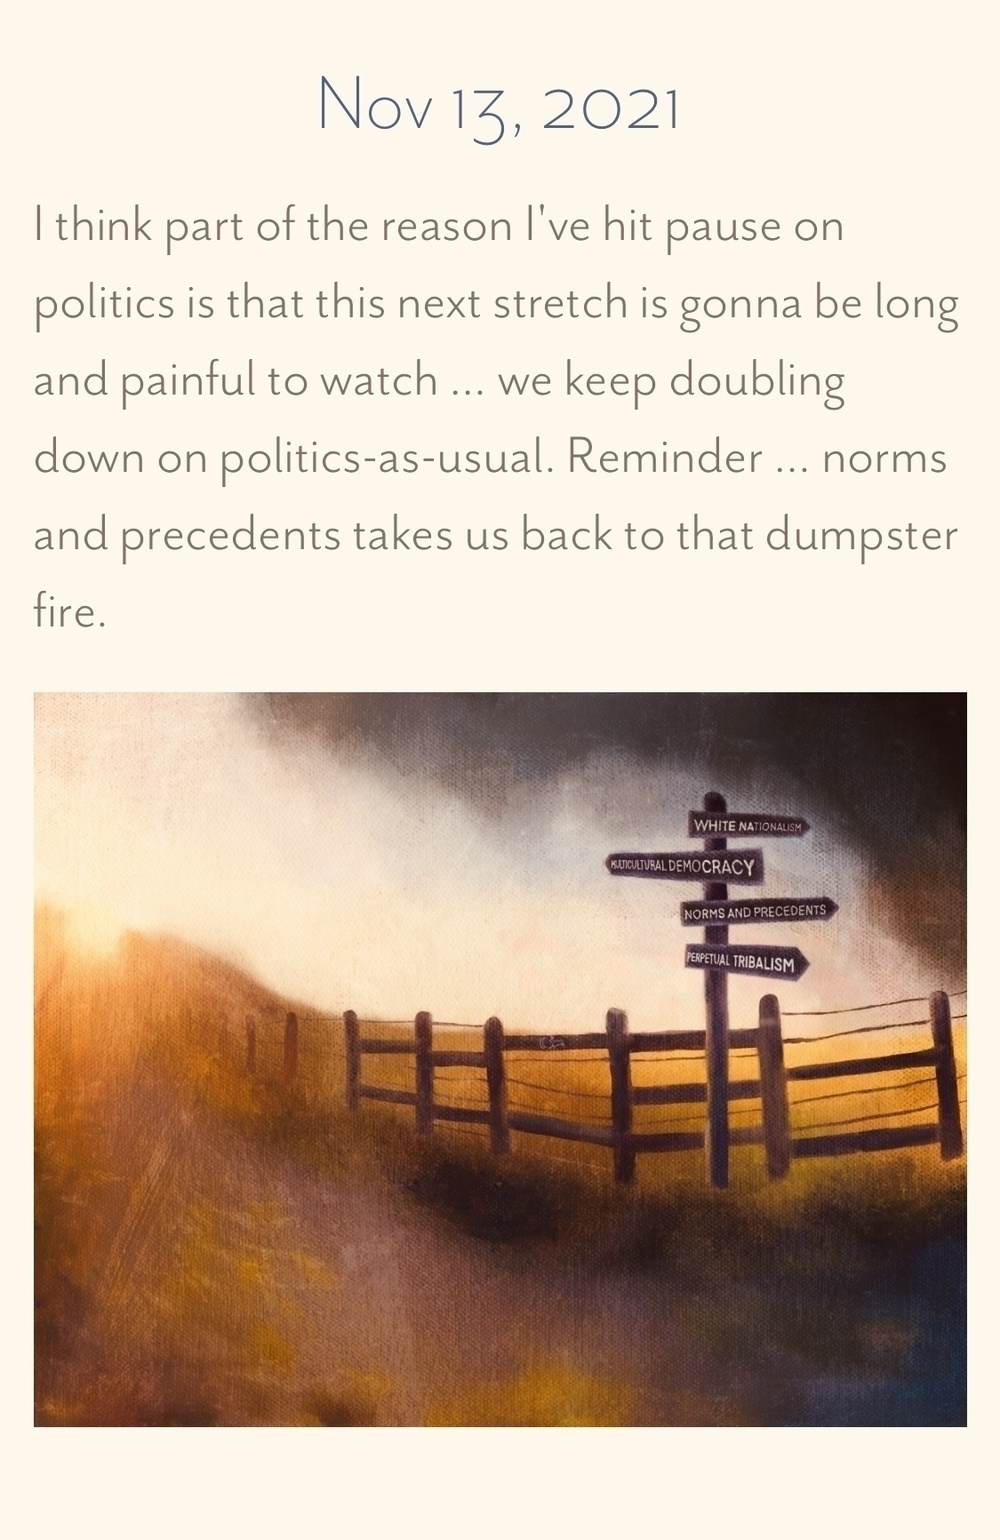 Nov 13, 2021
I think part of the reason I've hit pause on
politics is that this next stretch is gonna be long
and painful to watch ... we keep doubling
down on politics-as-usual. Reminder ... norms
and precedents takes us back to that dumpster
fire.
WHITE NATIONALISM
MULTICULTURAL DEMOCRACY
NORMS AND PRECEDENTS
PERPETUAL TRIBALISM